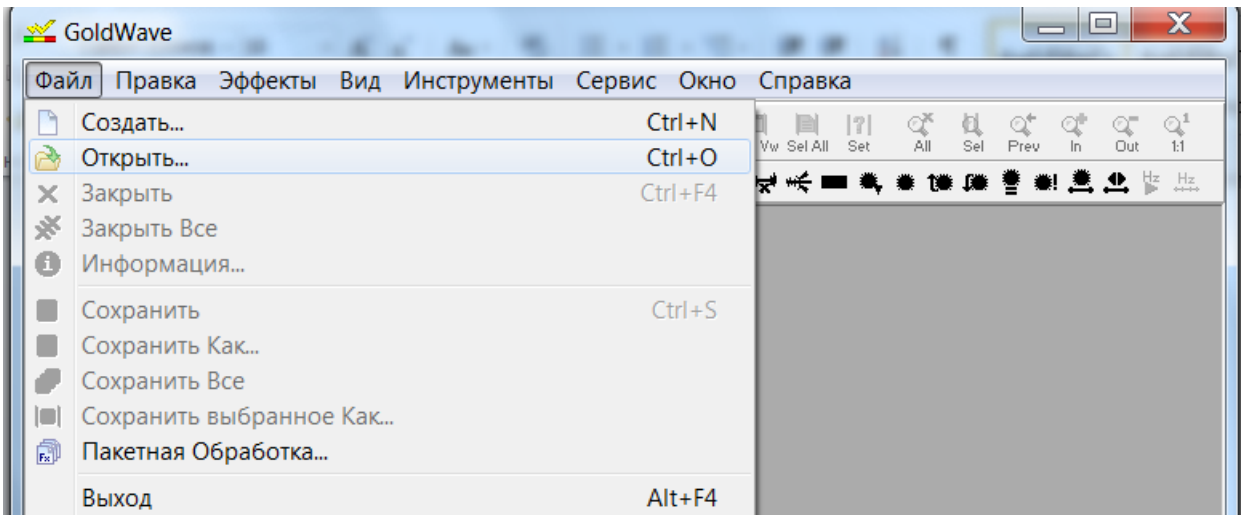 GoldWave
Файл Правка Эффекты Вид Инструменты Сервис Окно Справка
Создать... Ctrl+N
Открыть... Ctrl+O
Закрыть Ctrl+F4
Закрыть Все
Информация...
Сохранить Ctrl+S
Сохранить Как...
Сохранить Все
Сохранить выбранное Как...
Пакетная Обработка...
Выход Alt+F4
Vw Sel All Set All Sel Prev In Out 1:1
Hz Hz